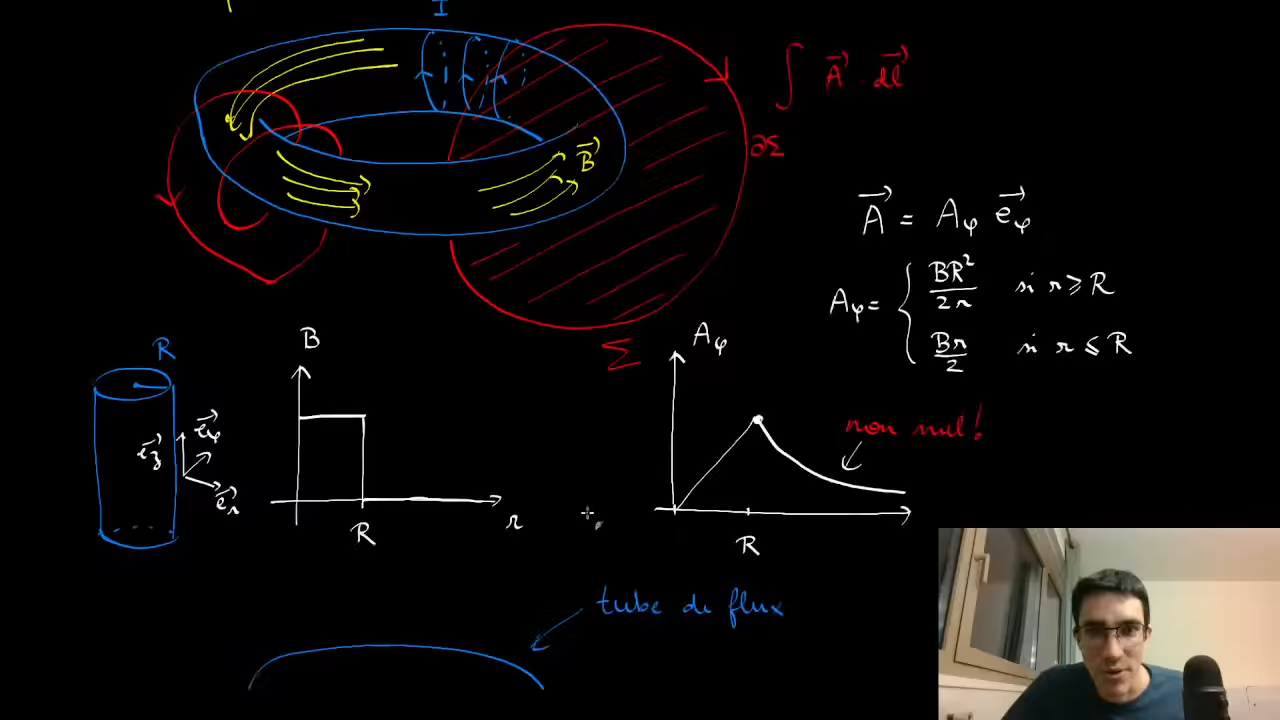 I
∫ A⃗ · dl⃗
∂Σ
B⃗
A⃗ = Aφ e⃗φ
Aφ = { BR²/2r si r ⩾ R
Br/2 si r ⩽ R
Σ
R
B
Aφ
non nul!
e⃗φ
e⃗z
e⃗r
R
r
R
tube de flux